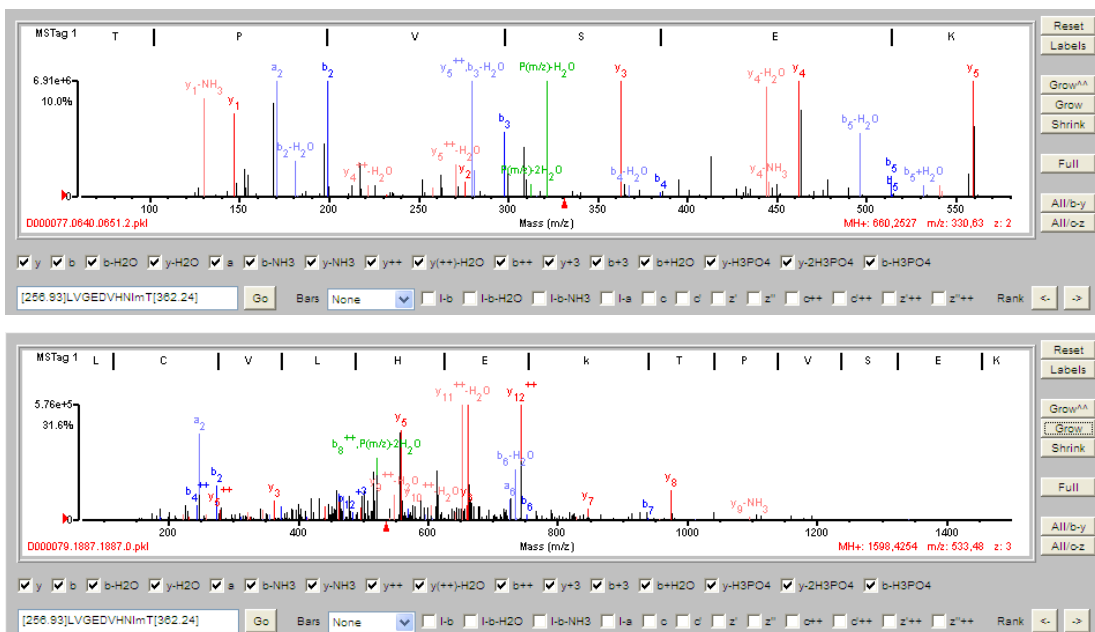 MSTag 1 T | P | V | S | E | K
Reset
Labels
Grow^^
Grow
Shrink
Full
All/b-y
All/c-z
6.91e+6
10.0%
0
y1-NH3
y1
a2
b2-H2O
b2
y4++-H2O
y5++-H2O
y2
y5++,b3-H2O
b3
P(m/z)-H2O
P(m/z)-2H2O
y3
b4-H2O
b4
y4-H2O
y4-NH3
y4
b5-H2O
b5
b5+H2O
y5
100 150 200 250 300 350 400 450 500 550
D000077.0640.0651.2.pkl Mass (m/z) MH+: 660,2527 m/z: 330,63 z: 2
y b b-H2O y-H2O a b-NH3 y-NH3 y++ y(++)-H2O b++ y+3 b+3 b+H2O y-H3PO4 y-2H3PO4 b-H3PO4
[256.93]LVGEDVHNImT[362.24] Go Bars None I-b I-b-H2O I-b-NH3 I-a c c' z' z" c++ c'++ z'++ z"++ Rank <- ->
MSTag 1 L | C | V | L | H | E | k | T | P | V | S | E | K
Reset
Labels
Grow^^
Grow
Shrink
Full
All/b-y
All/c-z
5.76e+5
31.6%
0
b4++
a2
b2
y5++
y3
b12+3
b8++,P(m/z)-2H2O
y9++-H2O
y5
y10++-H2O
y11++-H2O
a6
b6-H2O
y12++
b6
y7
b7
y8
y9-NH3
200 400 600 800 1000 1200 1400
D000079.1887.1887.0.pkl Mass (m/z) MH+: 1598,4254 m/z: 533,48 z: 3
y b b-H2O y-H2O a b-NH3 y-NH3 y++ y(++)-H2O b++ y+3 b+3 b+H2O y-H3PO4 y-2H3PO4 b-H3PO4
[256.93]LVGEDVHNImT[362.24] Go Bars None I-b I-b-H2O I-b-NH3 I-a c c' z' z" c++ c'++ z'++ z"++ Rank <- ->